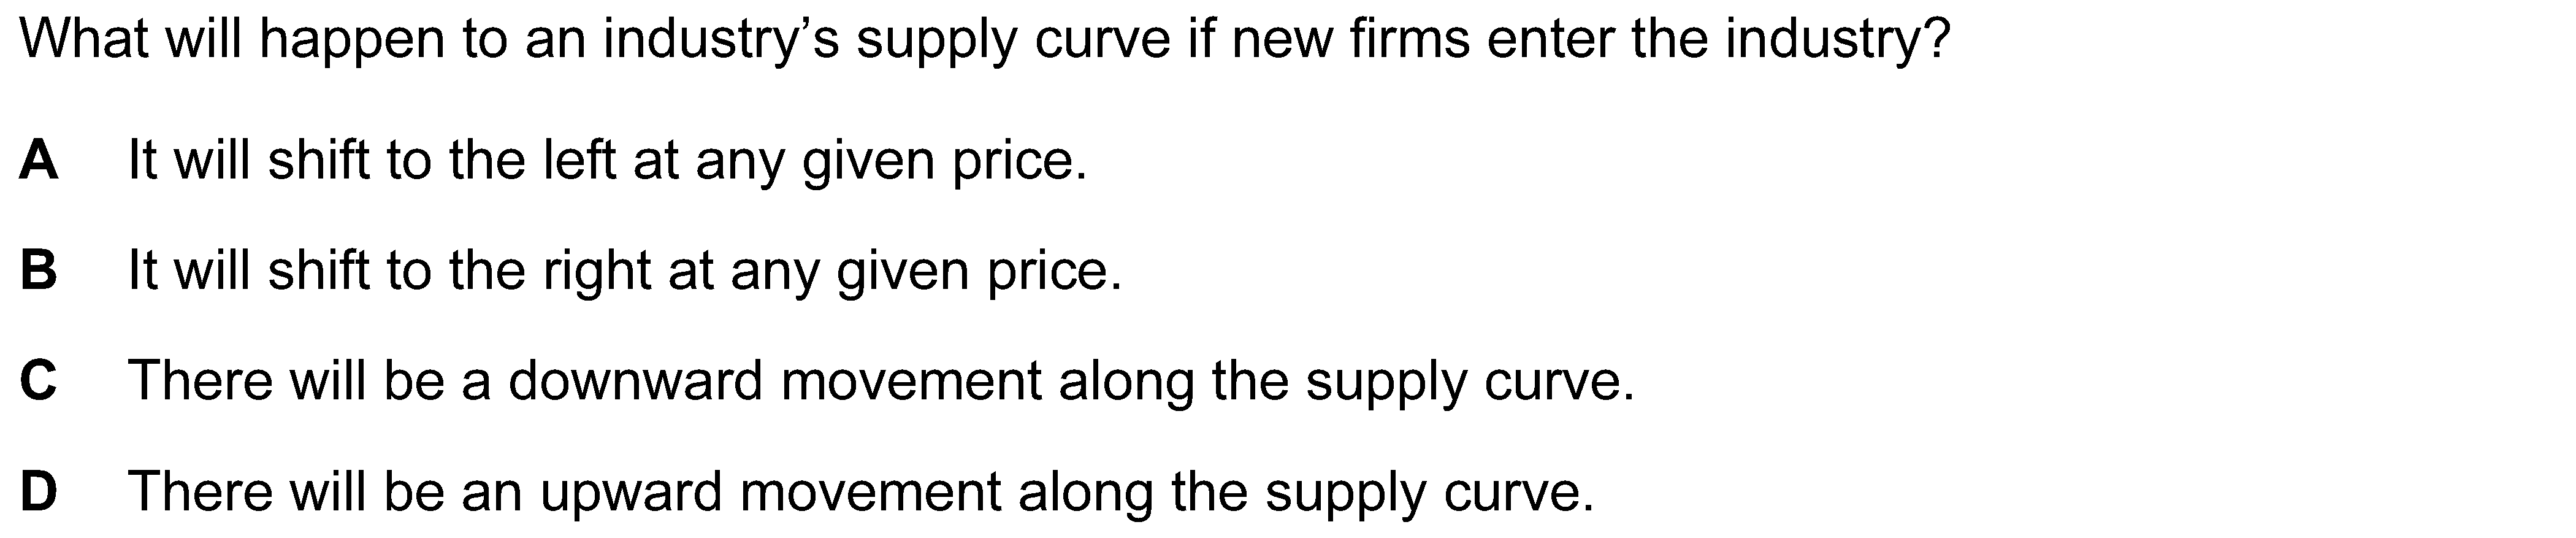 What will happen to an industry’s supply curve if new firms enter the industry?
A It will shift to the left at any given price.
B It will shift to the right at any given price.
C There will be a downward movement along the supply curve.
D There will be an upward movement along the supply curve.